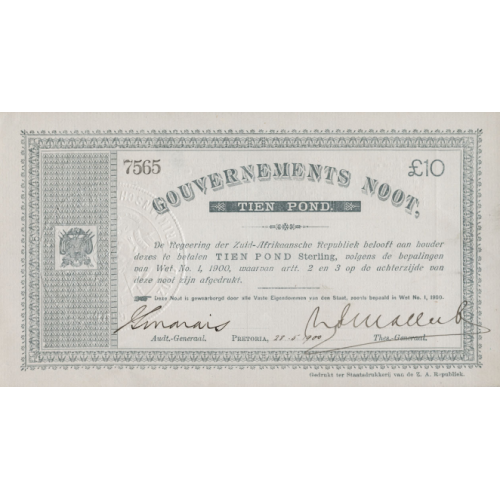 7565
£10
GOUVERNEMENTS NOOT,
TIEN POND.
De Regeering der Zuid-Afrikaansche Republiek belooft aan houder
dezes te betalen TIEN POND Sterling, volgens de bepalingen
van Wet No. 1, 1900, waarvan artt. 2 en 3 op de achterzijde van
deze noot zijn afgedrukt.
Deze Noot is gewaarborgd door alle Vaste Eigendommen van den Staat, zooals bepaald in Wet No. 1, 1900.
Audt.-Generaal.
PRETORIA, 28-5-1900
Thes.-Generaal.
Gedrukt ter Staatsdrukkerij van de Z. A. Republiek.